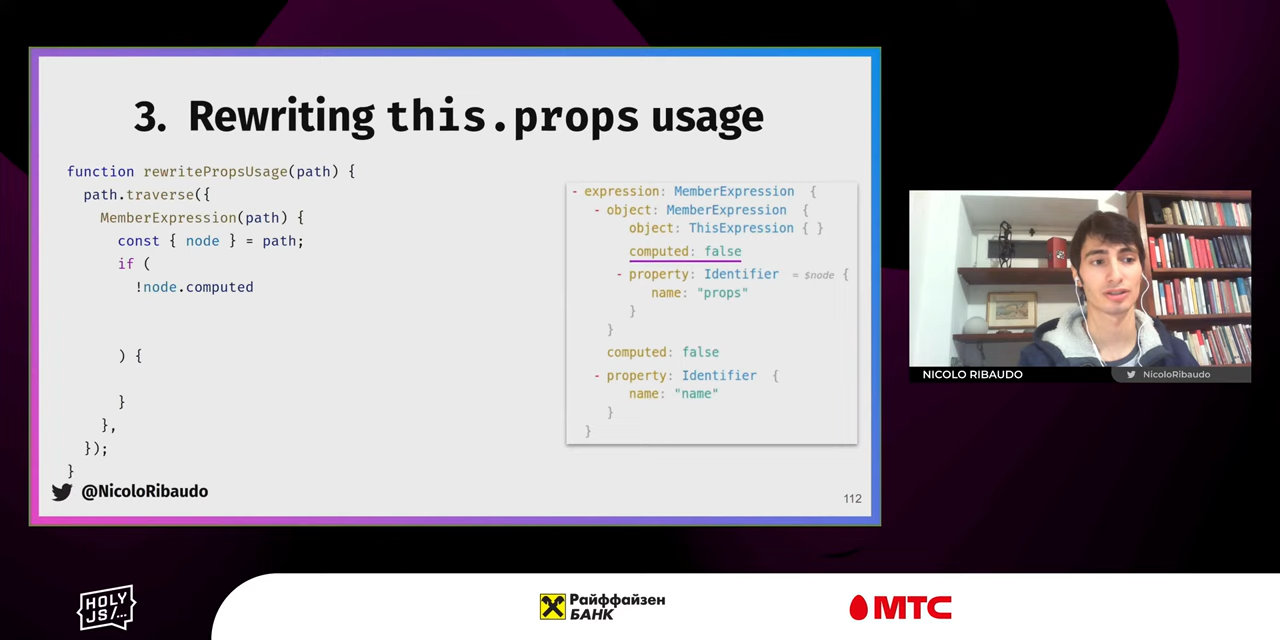 3. Rewriting this.props usage
function rewritePropsUsage(path) {
path.traverse({
MemberExpression(path) {
const { node } = path;
if (
!node.computed
) {
}
},
});
}
@NicoloRibaudo
- expression: MemberExpression {
- object: MemberExpression {
object: ThisExpression { }
computed: false
- property: Identifier = $node {
name: "props"
}
}
computed: false
- property: Identifier {
name: "name"
}
}
112
NICOLO RIBAUDO
NicoloRibaudo
HOLY
JS/...
Райффайзен
БАНК
МТС